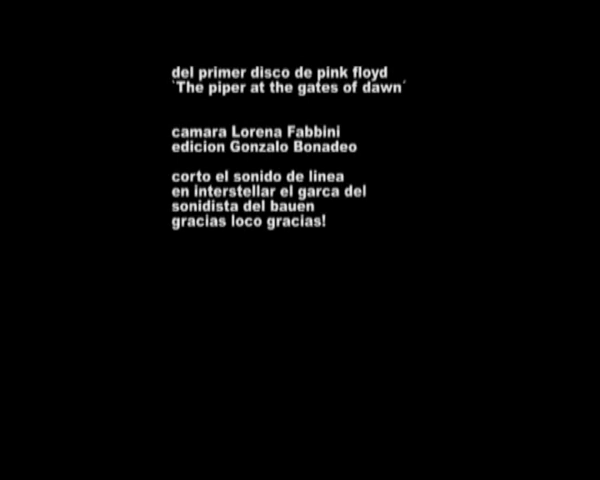 del primer disco de pink floyd
`The piper at the gates of dawn´
camara Lorena Fabbini
edicion Gonzalo Bonadeo
corto el sonido de linea
en interstellar el garca del
sonidista del bauen
gracias loco gracias!